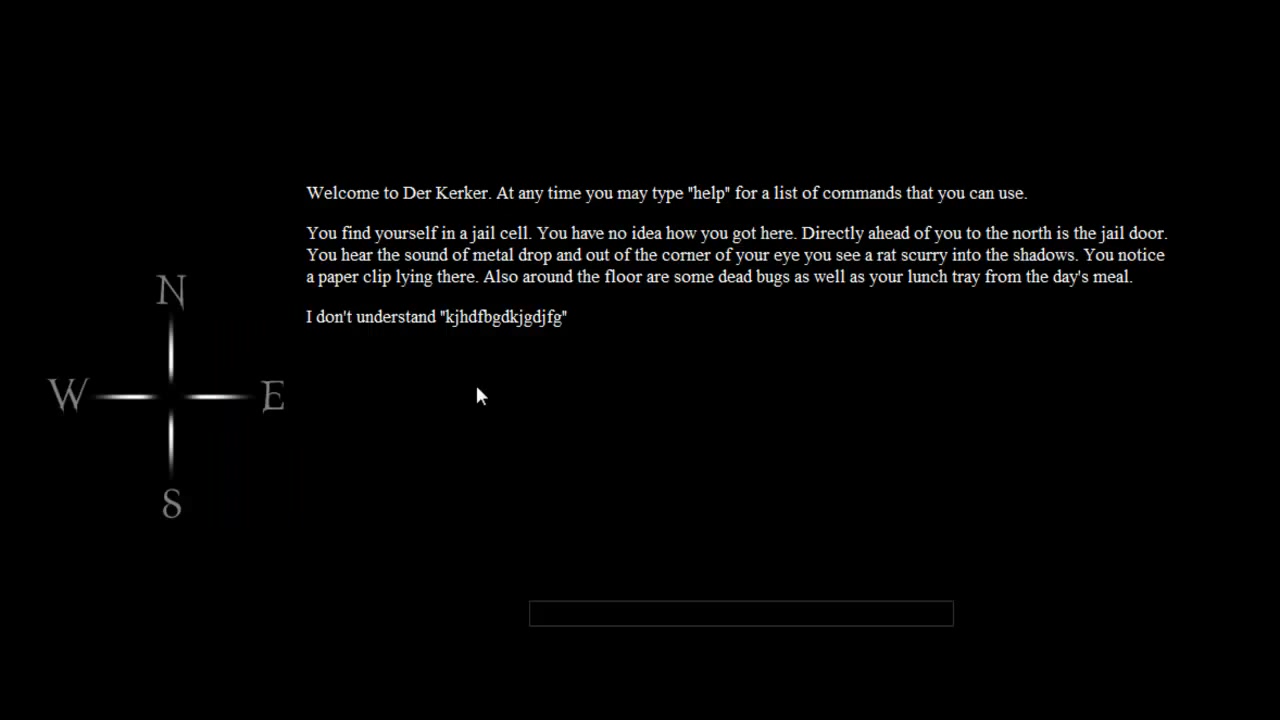 Welcome to Der Kerker. At any time you may type "help" for a list of commands that you can use.
You find yourself in a jail cell. You have no idea how you got here. Directly ahead of you to the north is the jail door.
You hear the sound of metal drop and out of the corner of your eye you see a rat scurry into the shadows. You notice
a paper clip lying there. Also around the floor are some dead bugs as well as your lunch tray from the day's meal.
N
I don't understand "kjhdfbgdkjgdjfg"
W E
S